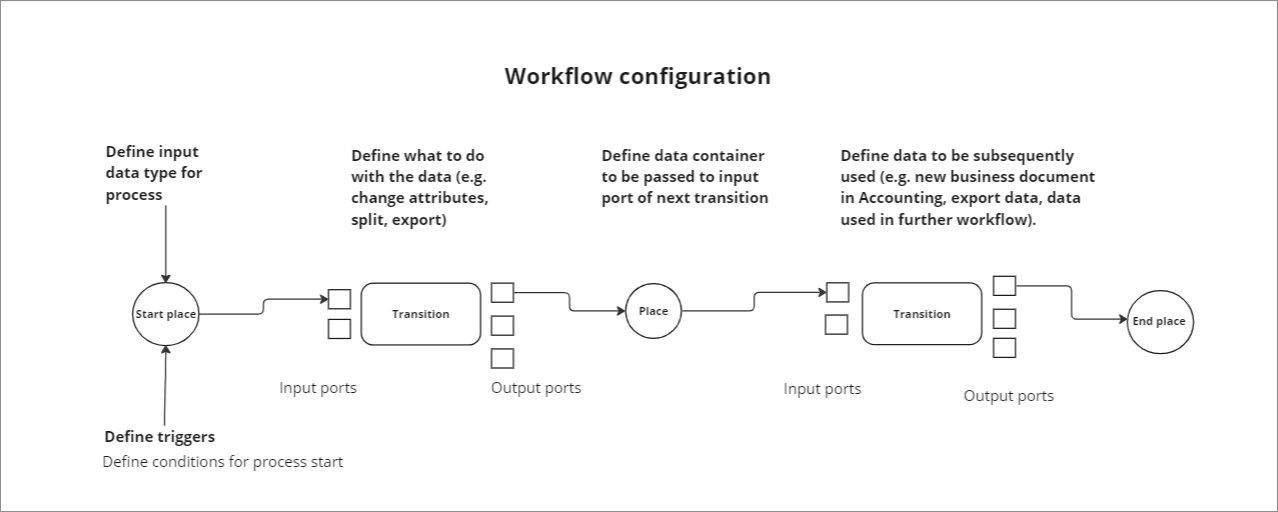 Workflow configuration
Define input
data type for
process
Define what to do
with the data (e.g.
change attributes,
split, export)
Define data container
to be passed to input
port of next transition
Define data to be subsequently
used (e.g. new business document
in Accounting, export data, data
used in further workflow).
Start place
Transition
Place
Transition
End place
Input ports
Output ports
Input ports
Output ports
Define triggers
Define conditions for process start